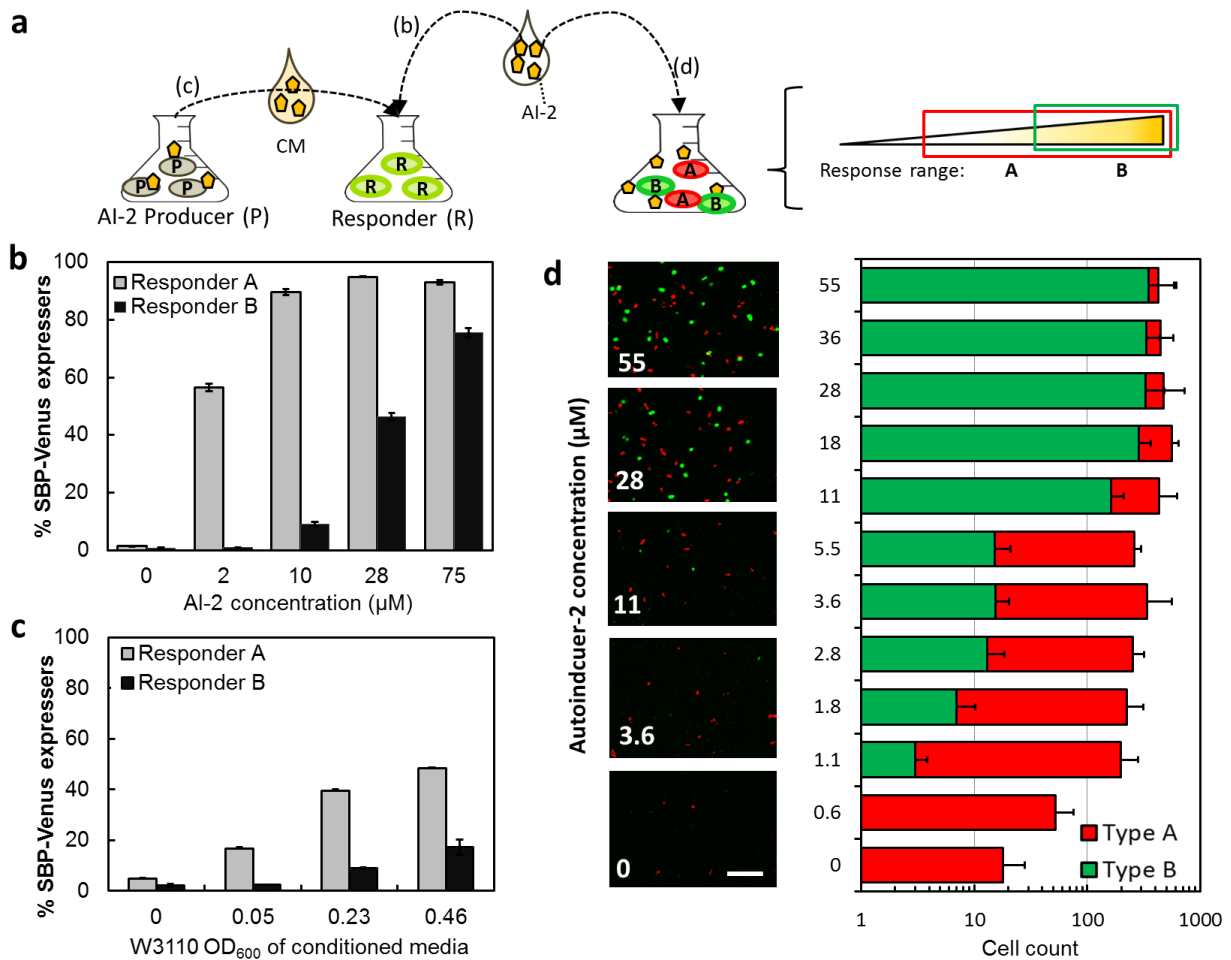 a
(b)
(c)
(d)
AI-2
CM
P
P
P
R
R
R
A
B
A
B
Response range: A B
AI-2 Producer (P)
Responder (R)
b
% SBP-Venus expressers
100
80
60
40
20
0
Responder A
Responder B
0 2 10 28 75
AI-2 concentration (µM)
c
% SBP-Venus expressers
100
80
60
40
20
0
Responder A
Responder B
0 0.05 0.23 0.46
W3110 OD600 of conditioned media
d
Autoindcuer-2 concentration (µM)
55
28
11
3.6
0
55
36
28
18
11
5.5
3.6
2.8
1.8
1.1
0.6
0
Type A
Type B
1 10 100 1000
Cell count